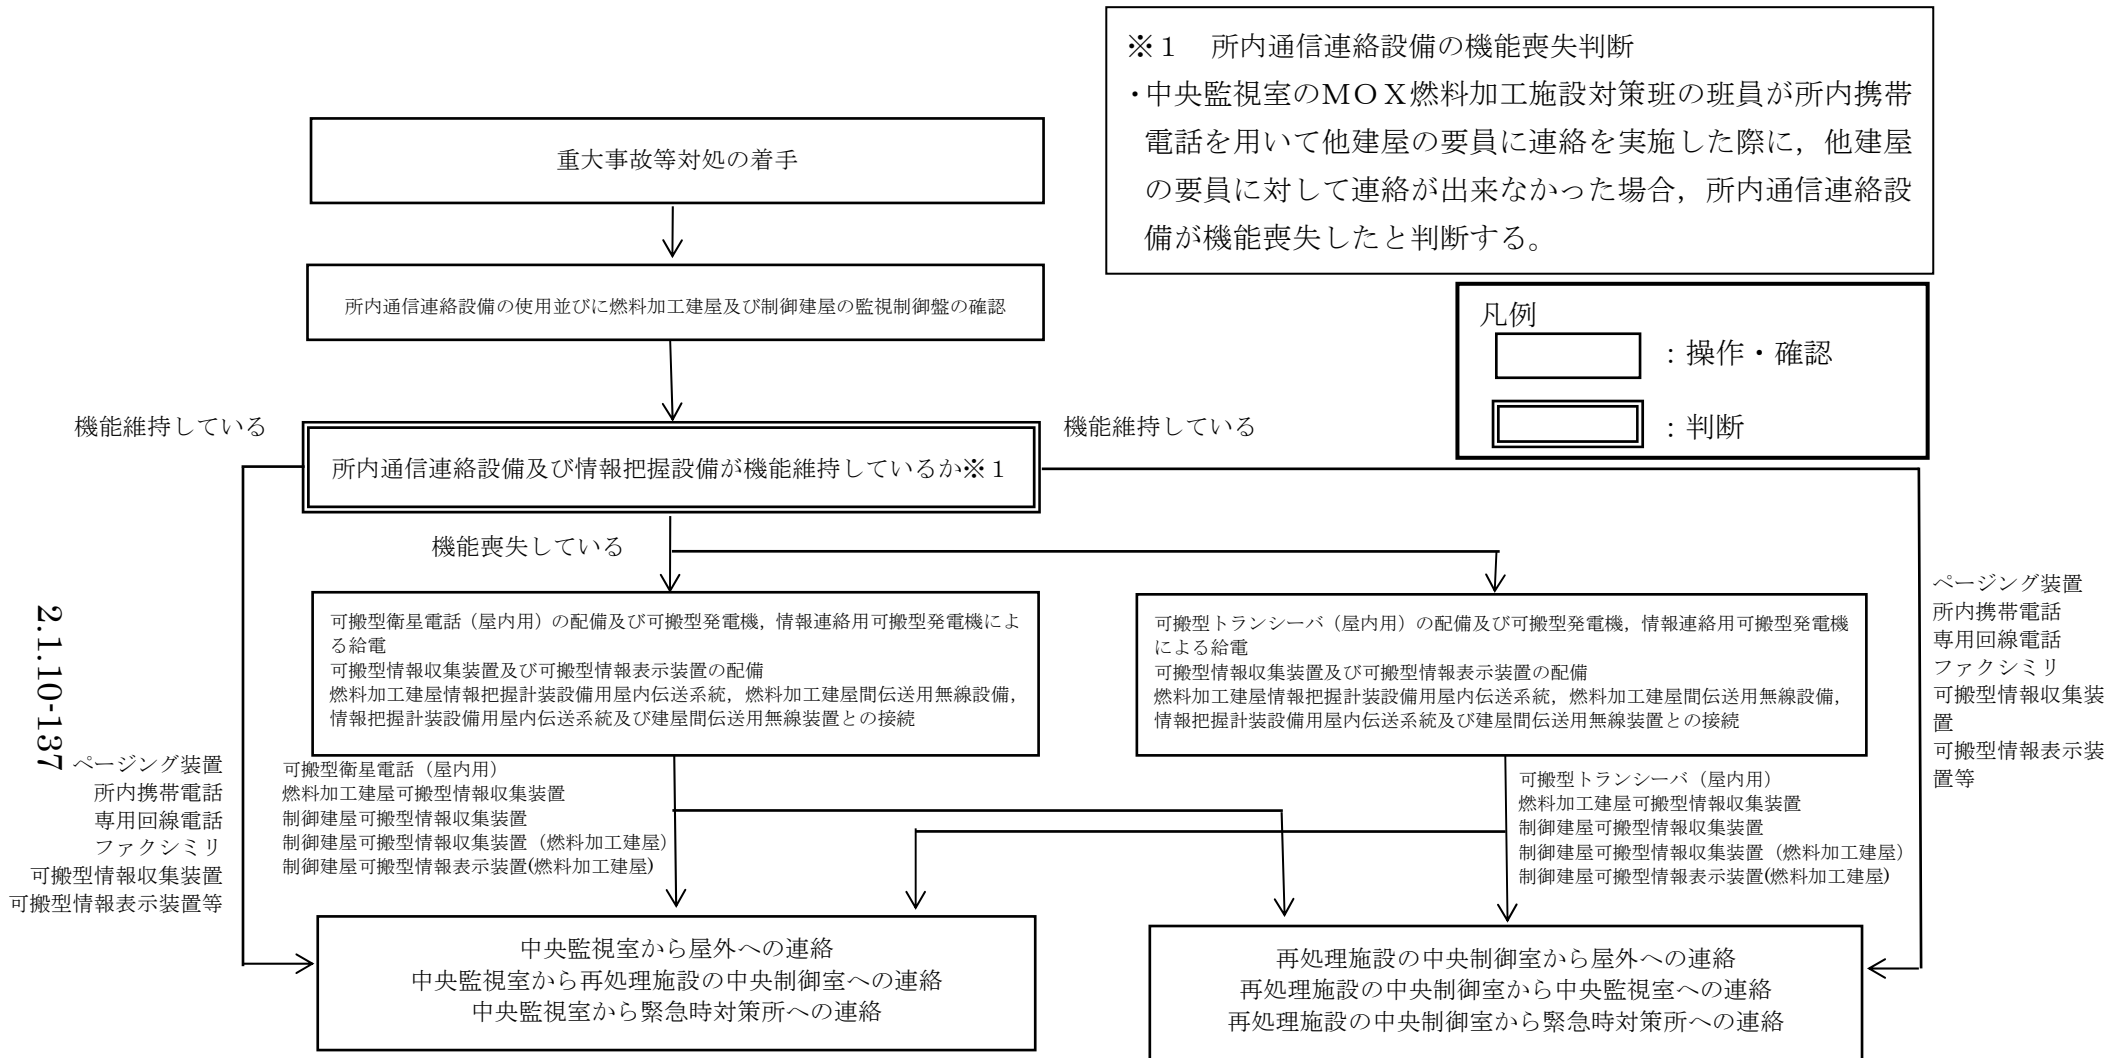 ※1　所内通信連絡設備の機能喪失判断
・中央監視室のMOX燃料加工施設対策班の班員が所内携帯
電話を用いて他建屋の要員に連絡を実施した際に，他建屋
の要員に対して連絡が出来なかった場合，所内通信連絡設
備が機能喪失したと判断する。
重大事故等対処の着手
所内通信連絡設備の使用並びに燃料加工建屋及び制御建屋の監視制御盤の確認
凡例
：操作・確認
：判断
機能維持している
機能維持している
所内通信連絡設備及び情報把握設備が機能維持しているか※1
機能喪失している
可搬型衛星電話（屋内用）の配備及び可搬型発電機，情報連絡用可搬型発電機によ
る給電
可搬型情報収集装置及び可搬型情報表示装置の配備
燃料加工建屋情報把握計装設備用屋内伝送系統，燃料加工建屋間伝送用無線設備，
情報把握計装設備用屋内伝送系統及び建屋間伝送用無線装置との接続
可搬型トランシーバ（屋内用）の配備及び可搬型発電機，情報連絡用可搬型発電機
による給電
可搬型情報収集装置及び可搬型情報表示装置の配備
燃料加工建屋情報把握計装設備用屋内伝送系統，燃料加工建屋間伝送用無線設備，
情報把握計装設備用屋内伝送系統及び建屋間伝送用無線装置との接続
ページング装置
所内携帯電話
専用回線電話
ファクシミリ
可搬型情報収集装
置
可搬型情報表示装
置等
2.1.10-137
ページング装置
所内携帯電話
専用回線電話
ファクシミリ
可搬型情報収集装置
可搬型情報表示装置等
可搬型衛星電話（屋内用）
燃料加工建屋可搬型情報収集装置
制御建屋可搬型情報収集装置
制御建屋可搬型情報収集装置（燃料加工建屋）
制御建屋可搬型情報表示装置(燃料加工建屋)
可搬型トランシーバ（屋内用）
燃料加工建屋可搬型情報収集装置
制御建屋可搬型情報収集装置
制御建屋可搬型情報収集装置（燃料加工建屋）
制御建屋可搬型情報表示装置(燃料加工建屋)
中央監視室から屋外への連絡
中央監視室から再処理施設の中央制御室への連絡
中央監視室から緊急時対策所への連絡
再処理施設の中央制御室から屋外への連絡
再処理施設の中央制御室から中央監視室への連絡
再処理施設の中央制御室から緊急時対策所への連絡